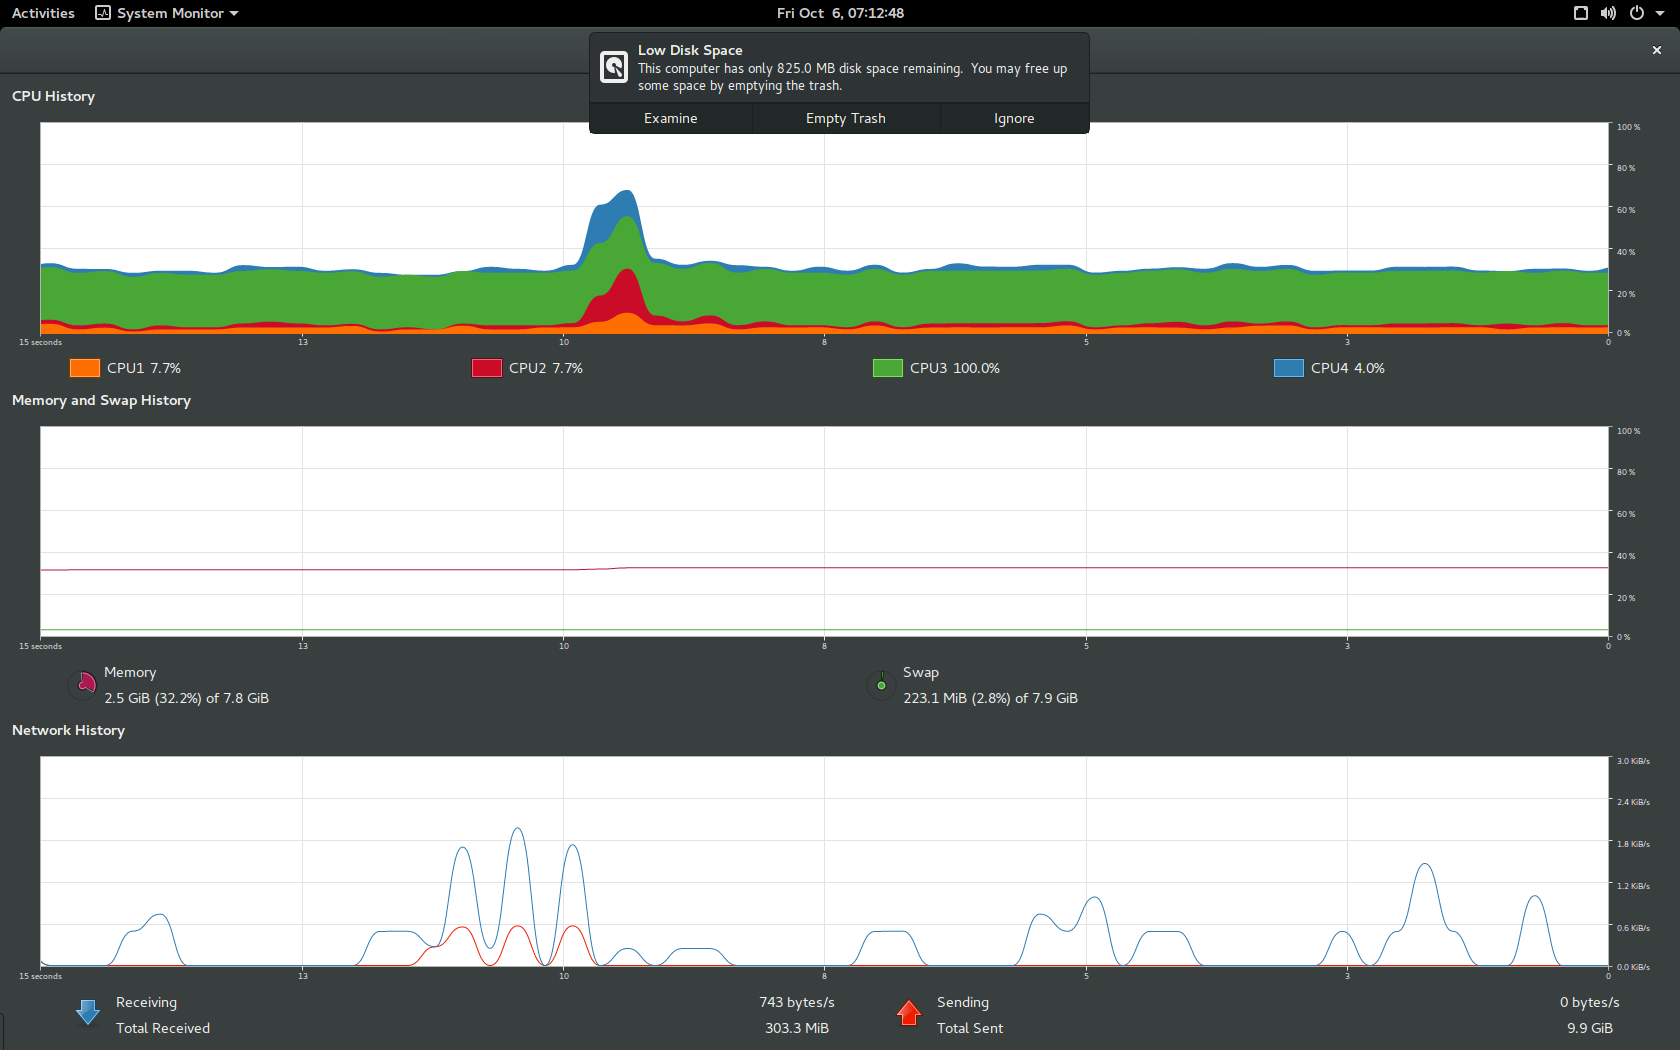 Activities
System Monitor
Fri Oct 6, 07:12:48
Low Disk Space
This computer has only 825.0 MB disk space remaining. You may free up
some space by emptying the trash.
Examine
Empty Trash
Ignore
CPU History
100 %
80 %
60 %
40 %
20 %
0 %
15 seconds
13
10
8
5
3
0
CPU1 7.7%
CPU2 7.7%
CPU3 100.0%
CPU4 4.0%
Memory and Swap History
100 %
80 %
60 %
40 %
20 %
0 %
15 seconds
13
10
8
5
3
0
Memory
2.5 GiB (32.2%) of 7.8 GiB
Swap
223.1 MiB (2.8%) of 7.9 GiB
Network History
3.0 KiB/s
2.4 KiB/s
1.8 KiB/s
1.2 KiB/s
0.6 KiB/s
0.0 KiB/s
15 seconds
13
10
8
5
3
0
Receiving
743 bytes/s
Total Received
303.3 MiB
Sending
0 bytes/s
Total Sent
9.9 GiB